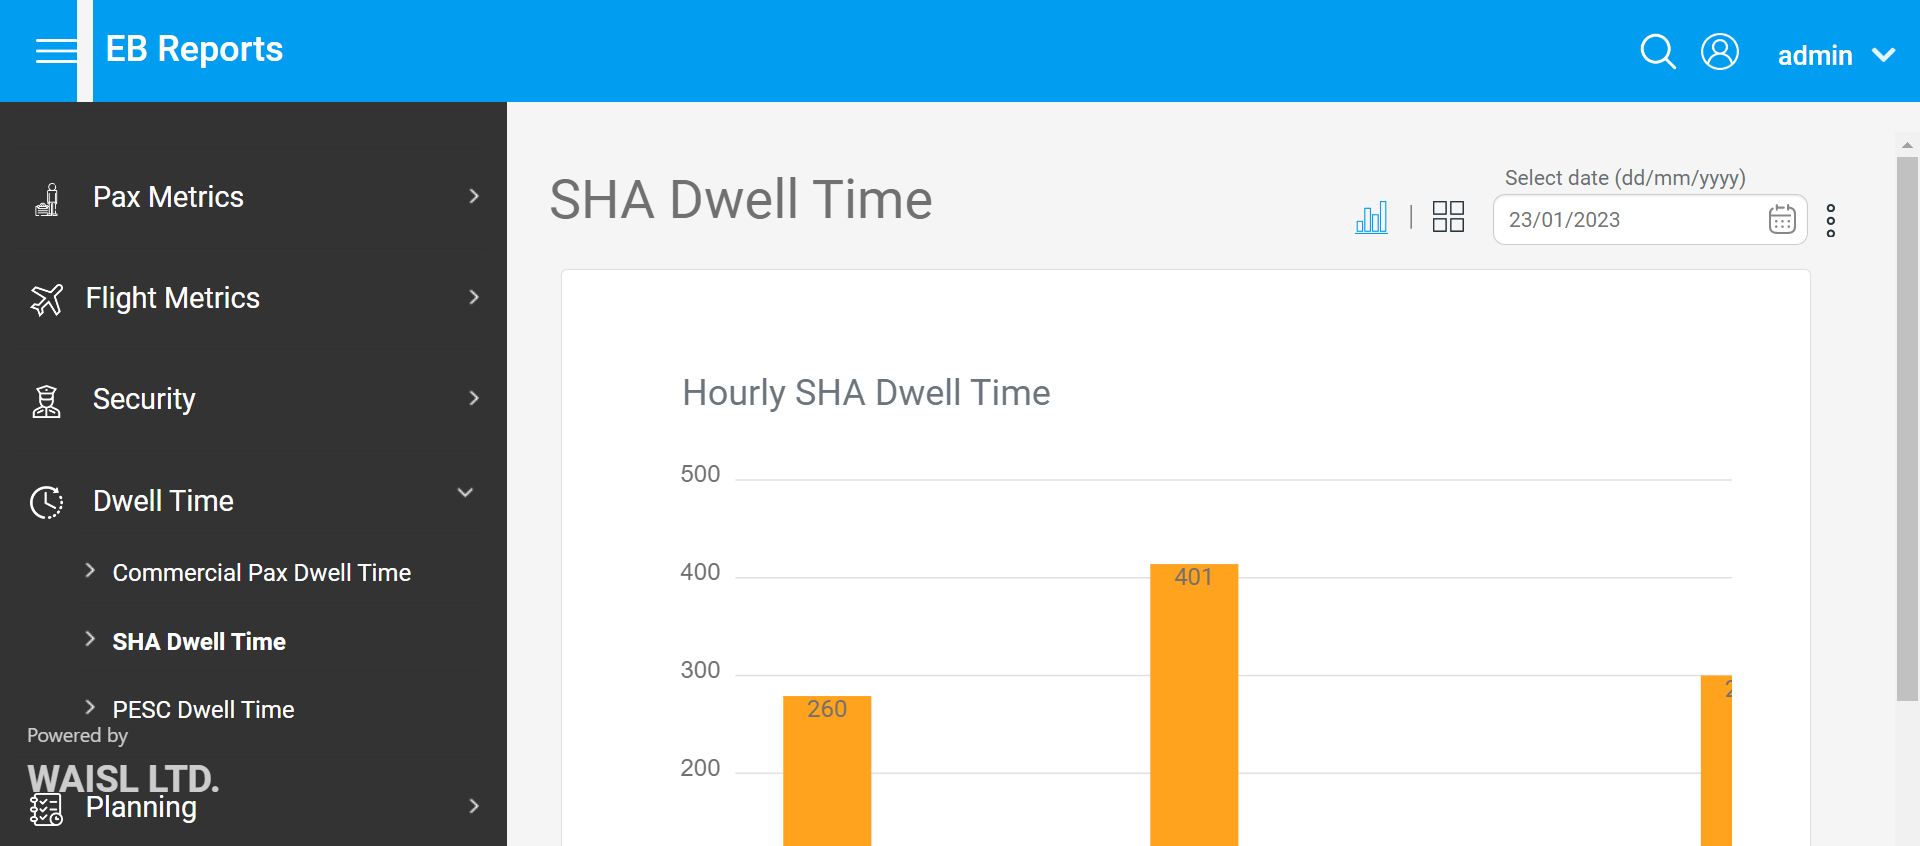 EB Reports
admin
Pax Metrics
Flight Metrics
Security
Dwell Time
Commercial Pax Dwell Time
SHA Dwell Time
PESC Dwell Time
Powered by
WAISL LTD.
Planning
SHA Dwell Time
Select date (dd/mm/yyyy)
23/01/2023
Hourly SHA Dwell Time
500
400
300
200
260
401